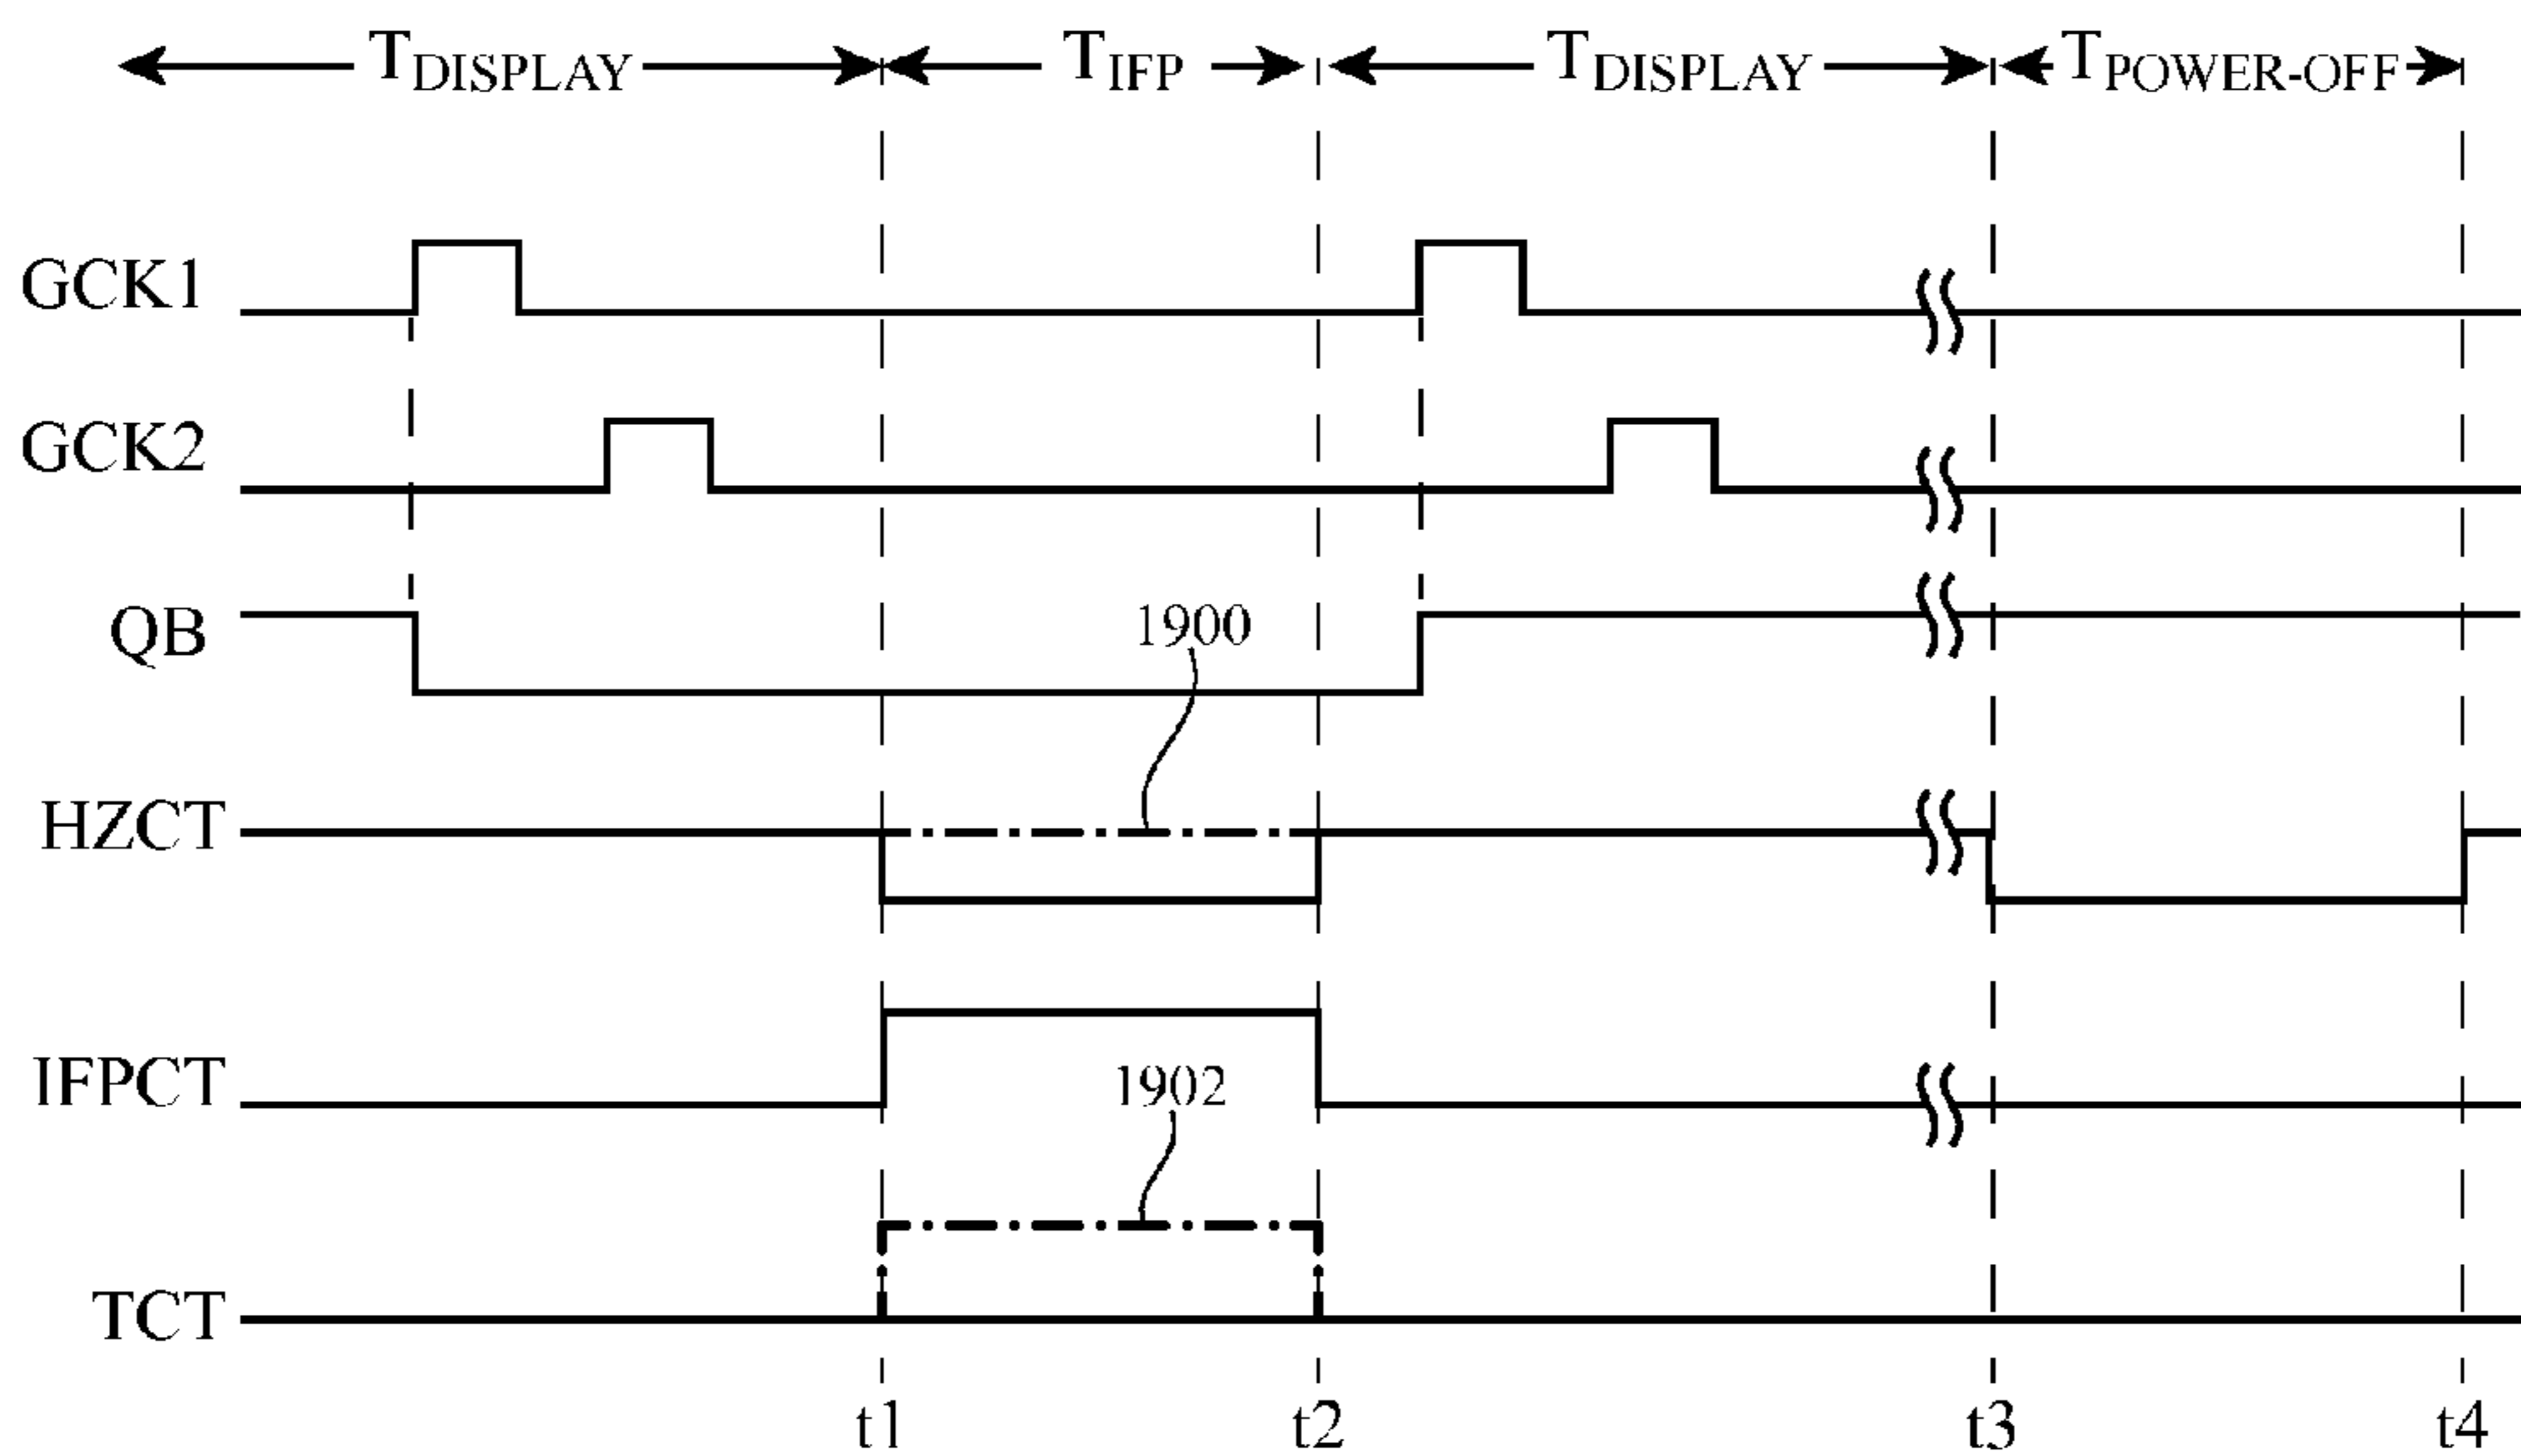 TDISPLAY TIFP TDISPLAY TPOWER-OFF
GCK1
GCK2
QB
1900
HZCT
IFPCT
1902
TCT
t1 t2 t3 t4